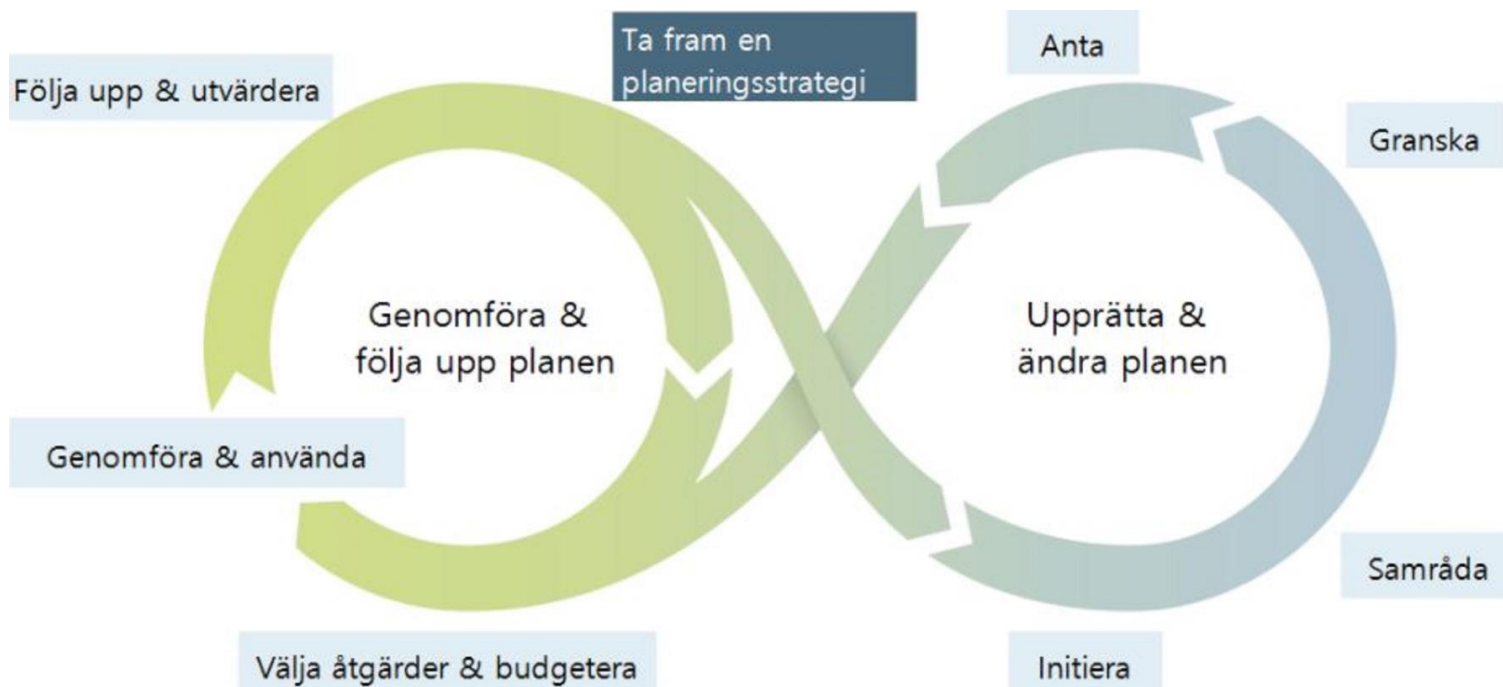 Ta fram en
planeringsstrategi
Anta
Följa upp & utvärdera
Granska
Genomföra &
följa upp planen
Upprätta &
ändra planen
Genomföra & använda
Samråda
Välja åtgärder & budgetera
Initiera